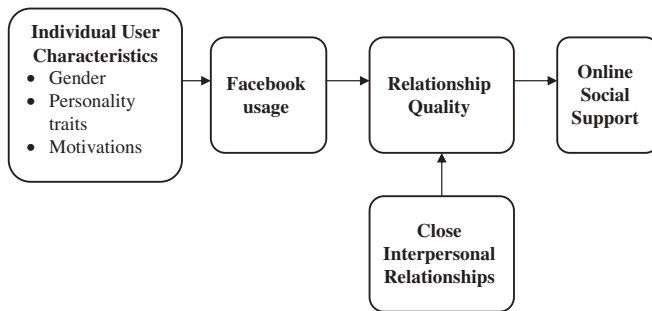 Individual User
Characteristics
• Gender
• Personality
traits
• Motivations
Facebook
usage
Relationship
Quality
Online
Social
Support
Close
Interpersonal
Relationships